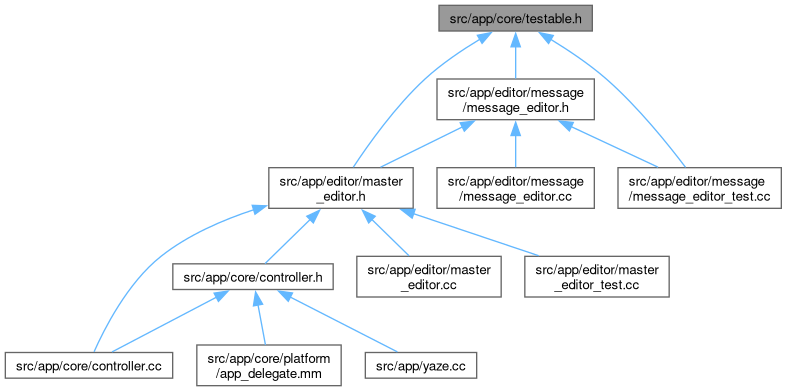 src/app/core/testable.h
src/app/editor/message
/message_editor.h
src/app/editor/master
_editor.h
src/app/editor/message
/message_editor.cc
src/app/editor/message
/message_editor_test.cc
src/app/core/controller.h
src/app/editor/master
_editor.cc
src/app/editor/master
_editor_test.cc
src/app/core/controller.cc
src/app/core/platform
/app_delegate.mm
src/app/yaze.cc